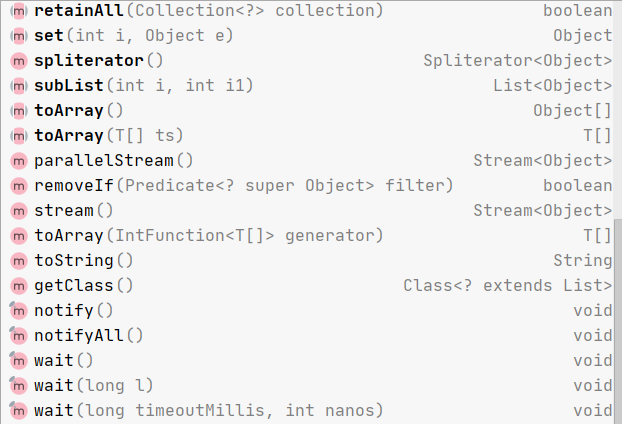 m retainAll(Collection<?> collection) boolean
m set(int i, Object e) Object
m spliterator() Spliterator<Object>
m subList(int i, int i1) List<Object>
m toArray() Object[]
m toArray(T[] ts) T[]
m parallelStream() Stream<Object>
m removeIf(Predicate<? super Object> filter) boolean
m stream() Stream<Object>
m toArray(IntFunction<T[]> generator) T[]
m toString() String
m getClass() Class<? extends List>
m notify() void
m notifyAll() void
m wait() void
m wait(long l) void
m wait(long timeoutMillis, int nanos) void